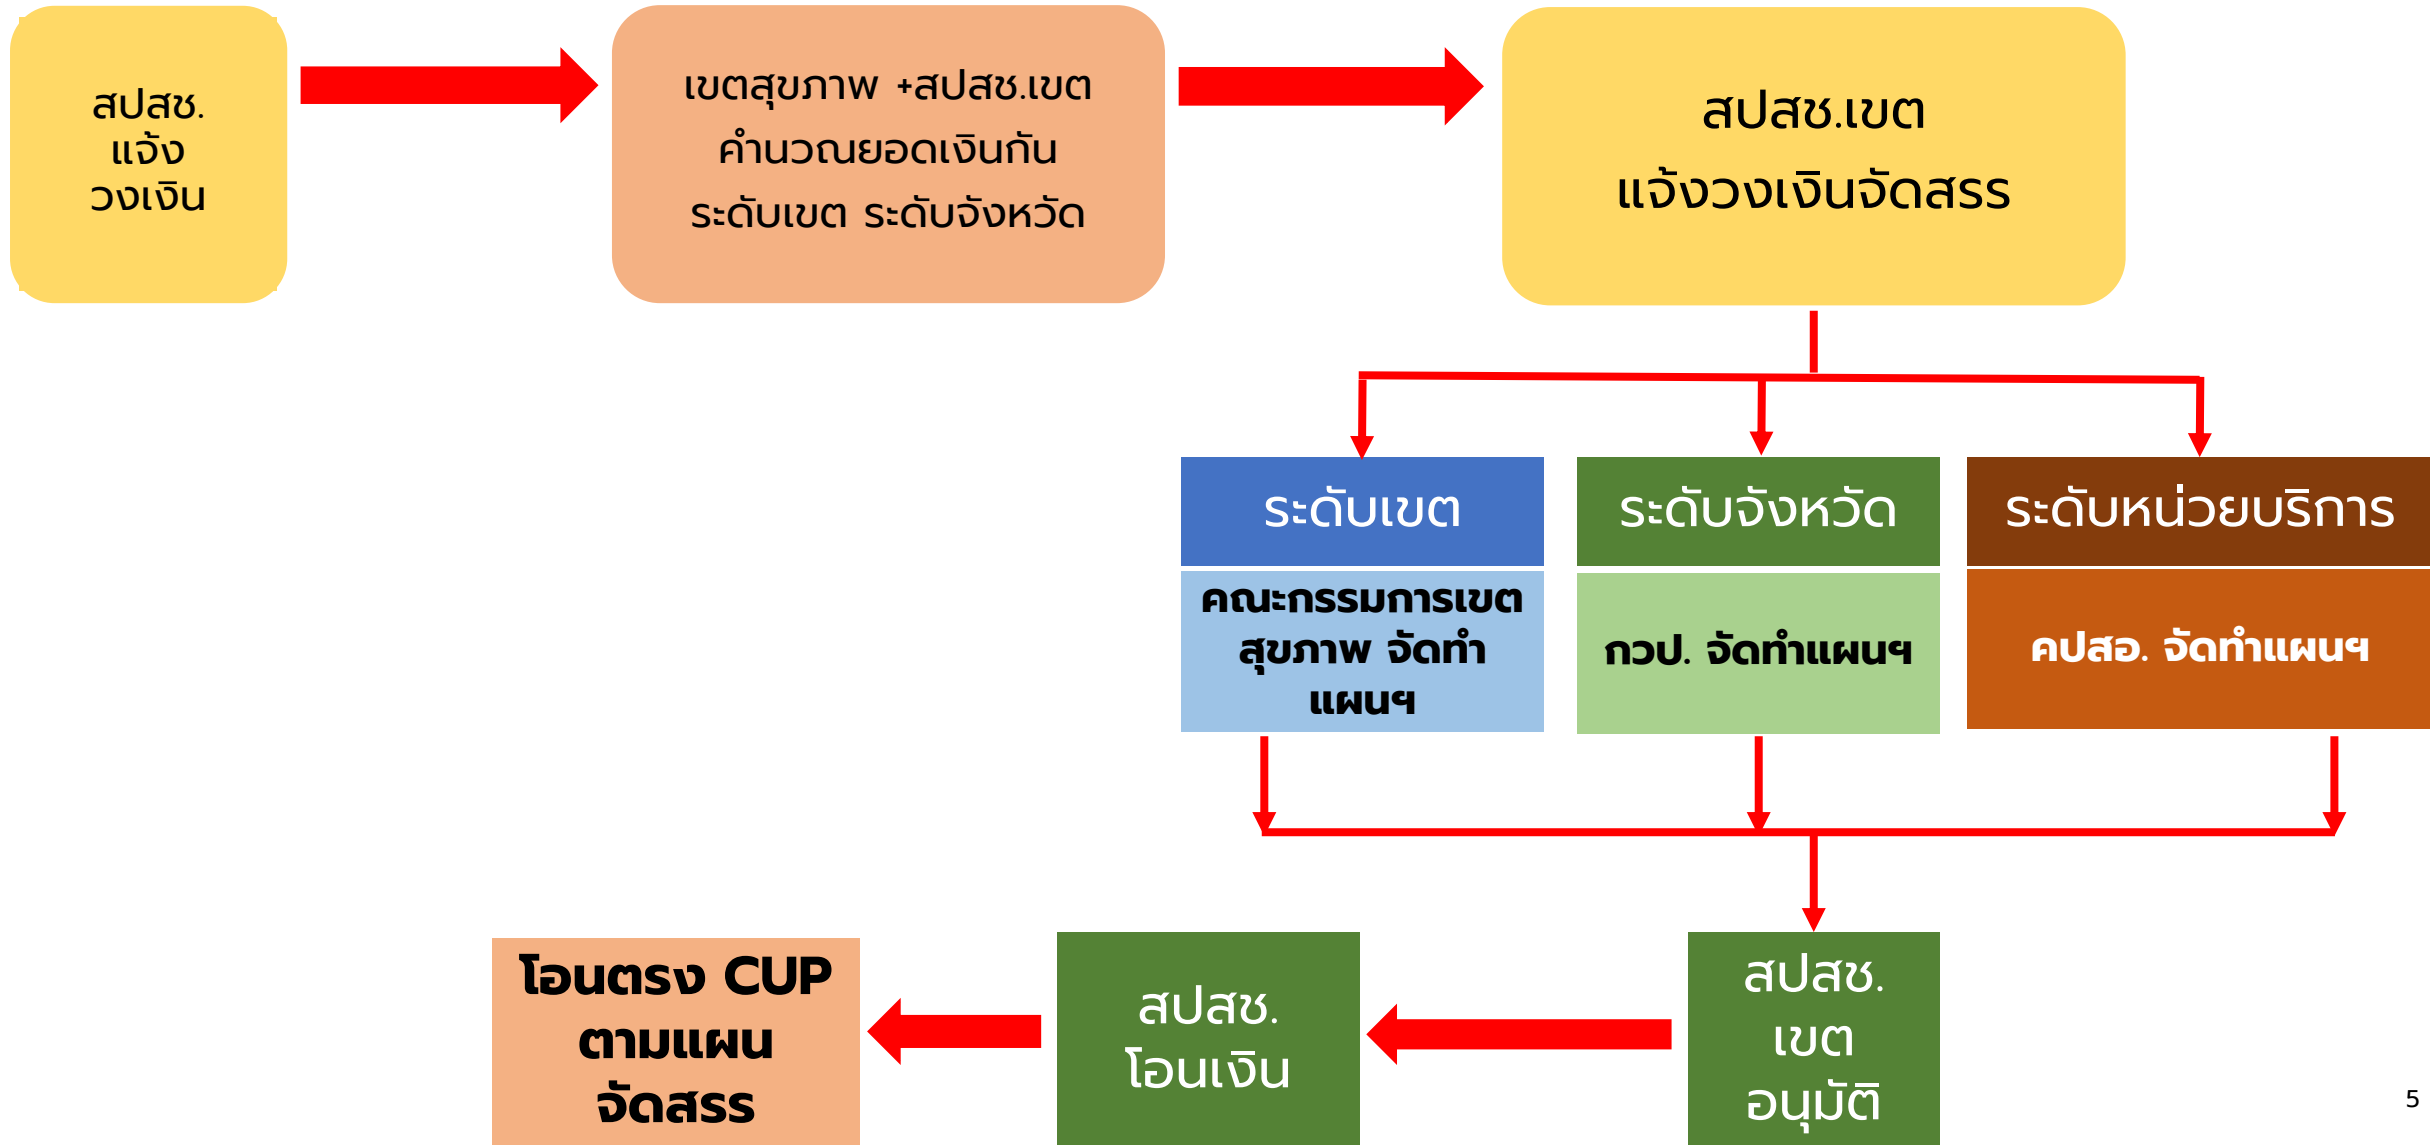 สปสช.
แจ้ง
วงเงิน
เขตสุขภาพ +สปสช.เขต
คำนวณยอดเงินกัน
ระดับเขต ระดับจังหวัด
สปสช.เขต
แจ้งวงเงินจัดสรร
ระดับเขต
ระดับจังหวัด
ระดับหน่วยบริการ
คณะกรรมการเขต
สุขภาพ จัดทำ
แผนฯ
กวป. จัดทำแผนฯ
คปสอ. จัดทำแผนฯ
โอนตรง CUP
ตามแผน
จัดสรร
สปสช.
โอนเงิน
สปสช.
เขต
อนุมัติ
5